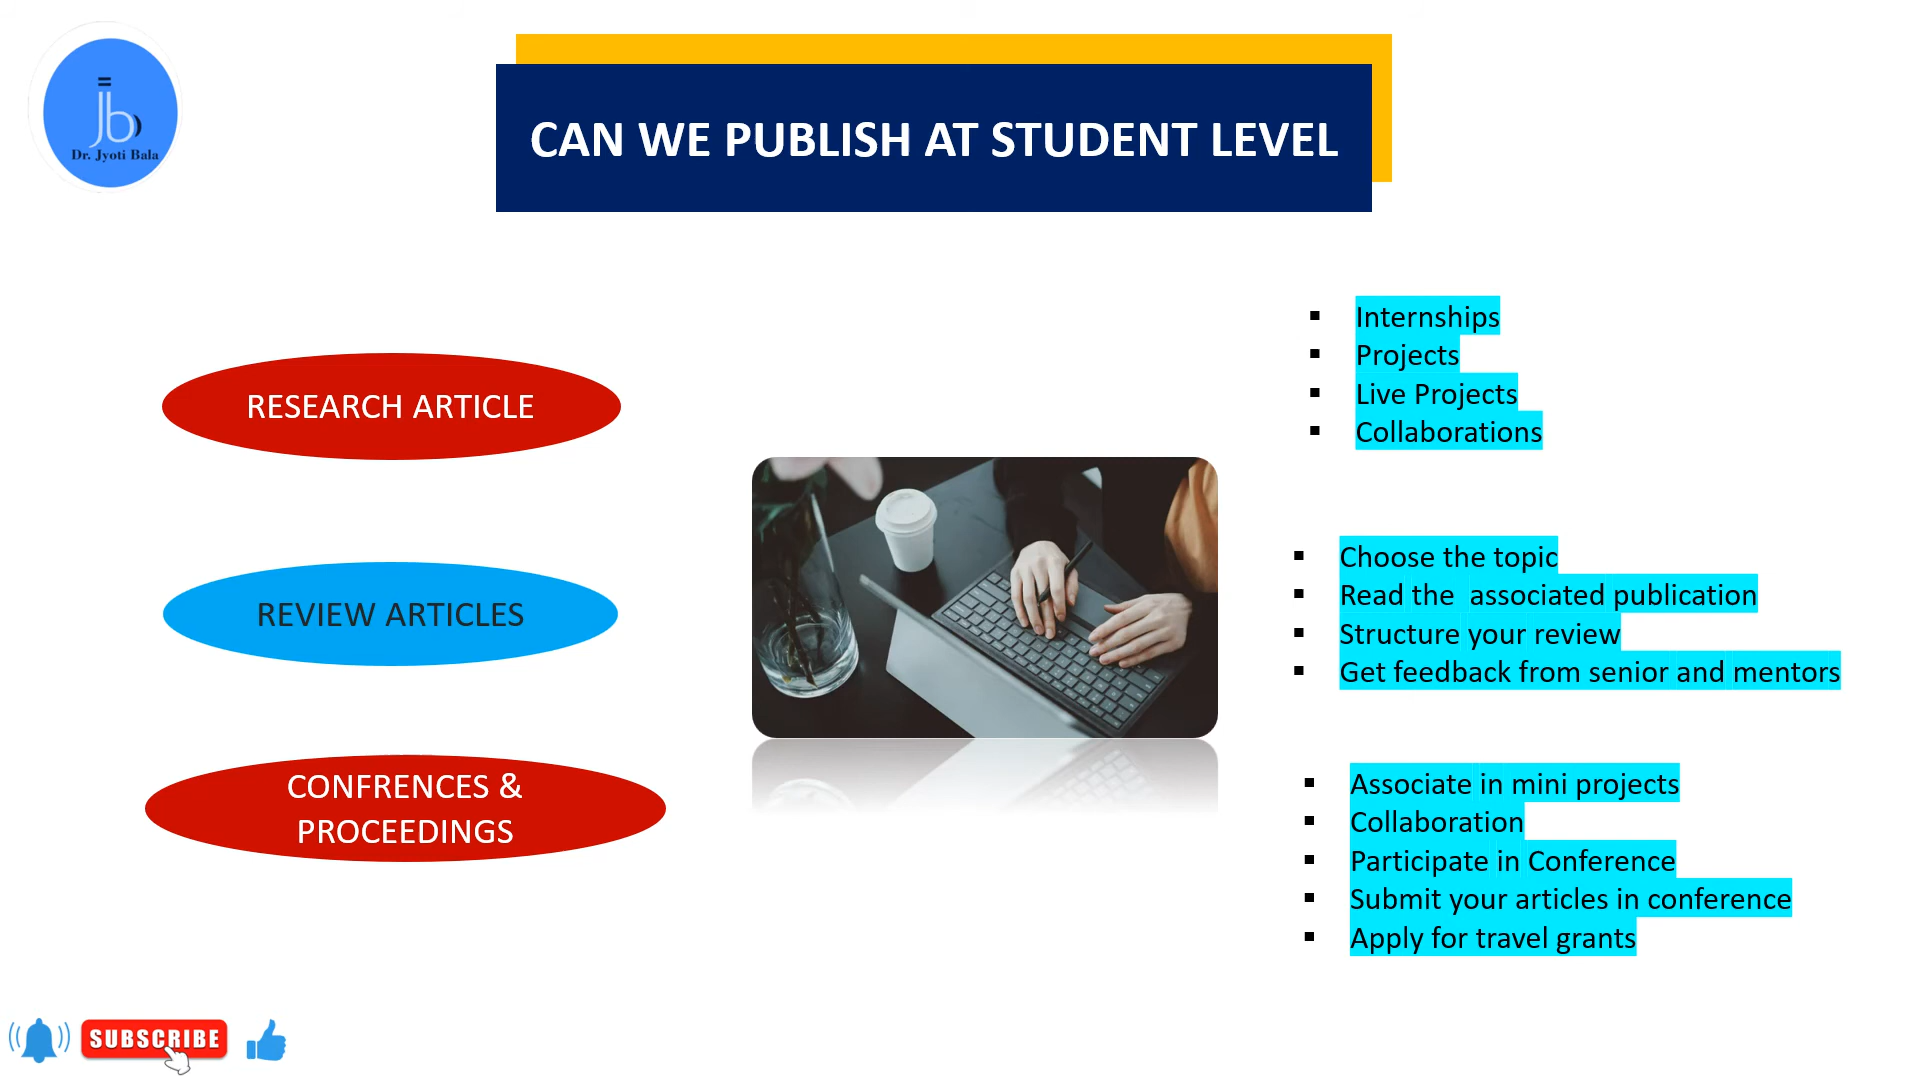 jb
Dr. Jyoti Bala
CAN WE PUBLISH AT STUDENT LEVEL
RESEARCH ARTICLE
▪ Internships
▪ Projects
▪ Live Projects
▪ Collaborations
REVIEW ARTICLES
▪ Choose the topic
▪ Read the  associated publication
▪ Structure your review
▪ Get feedback from senior and mentors
CONFRENCES &
PROCEEDINGS
▪ Associate in mini projects
▪ Collaboration
▪ Participate in Conference
▪ Submit your articles in conference
▪ Apply for travel grants
SUBSCRIBE